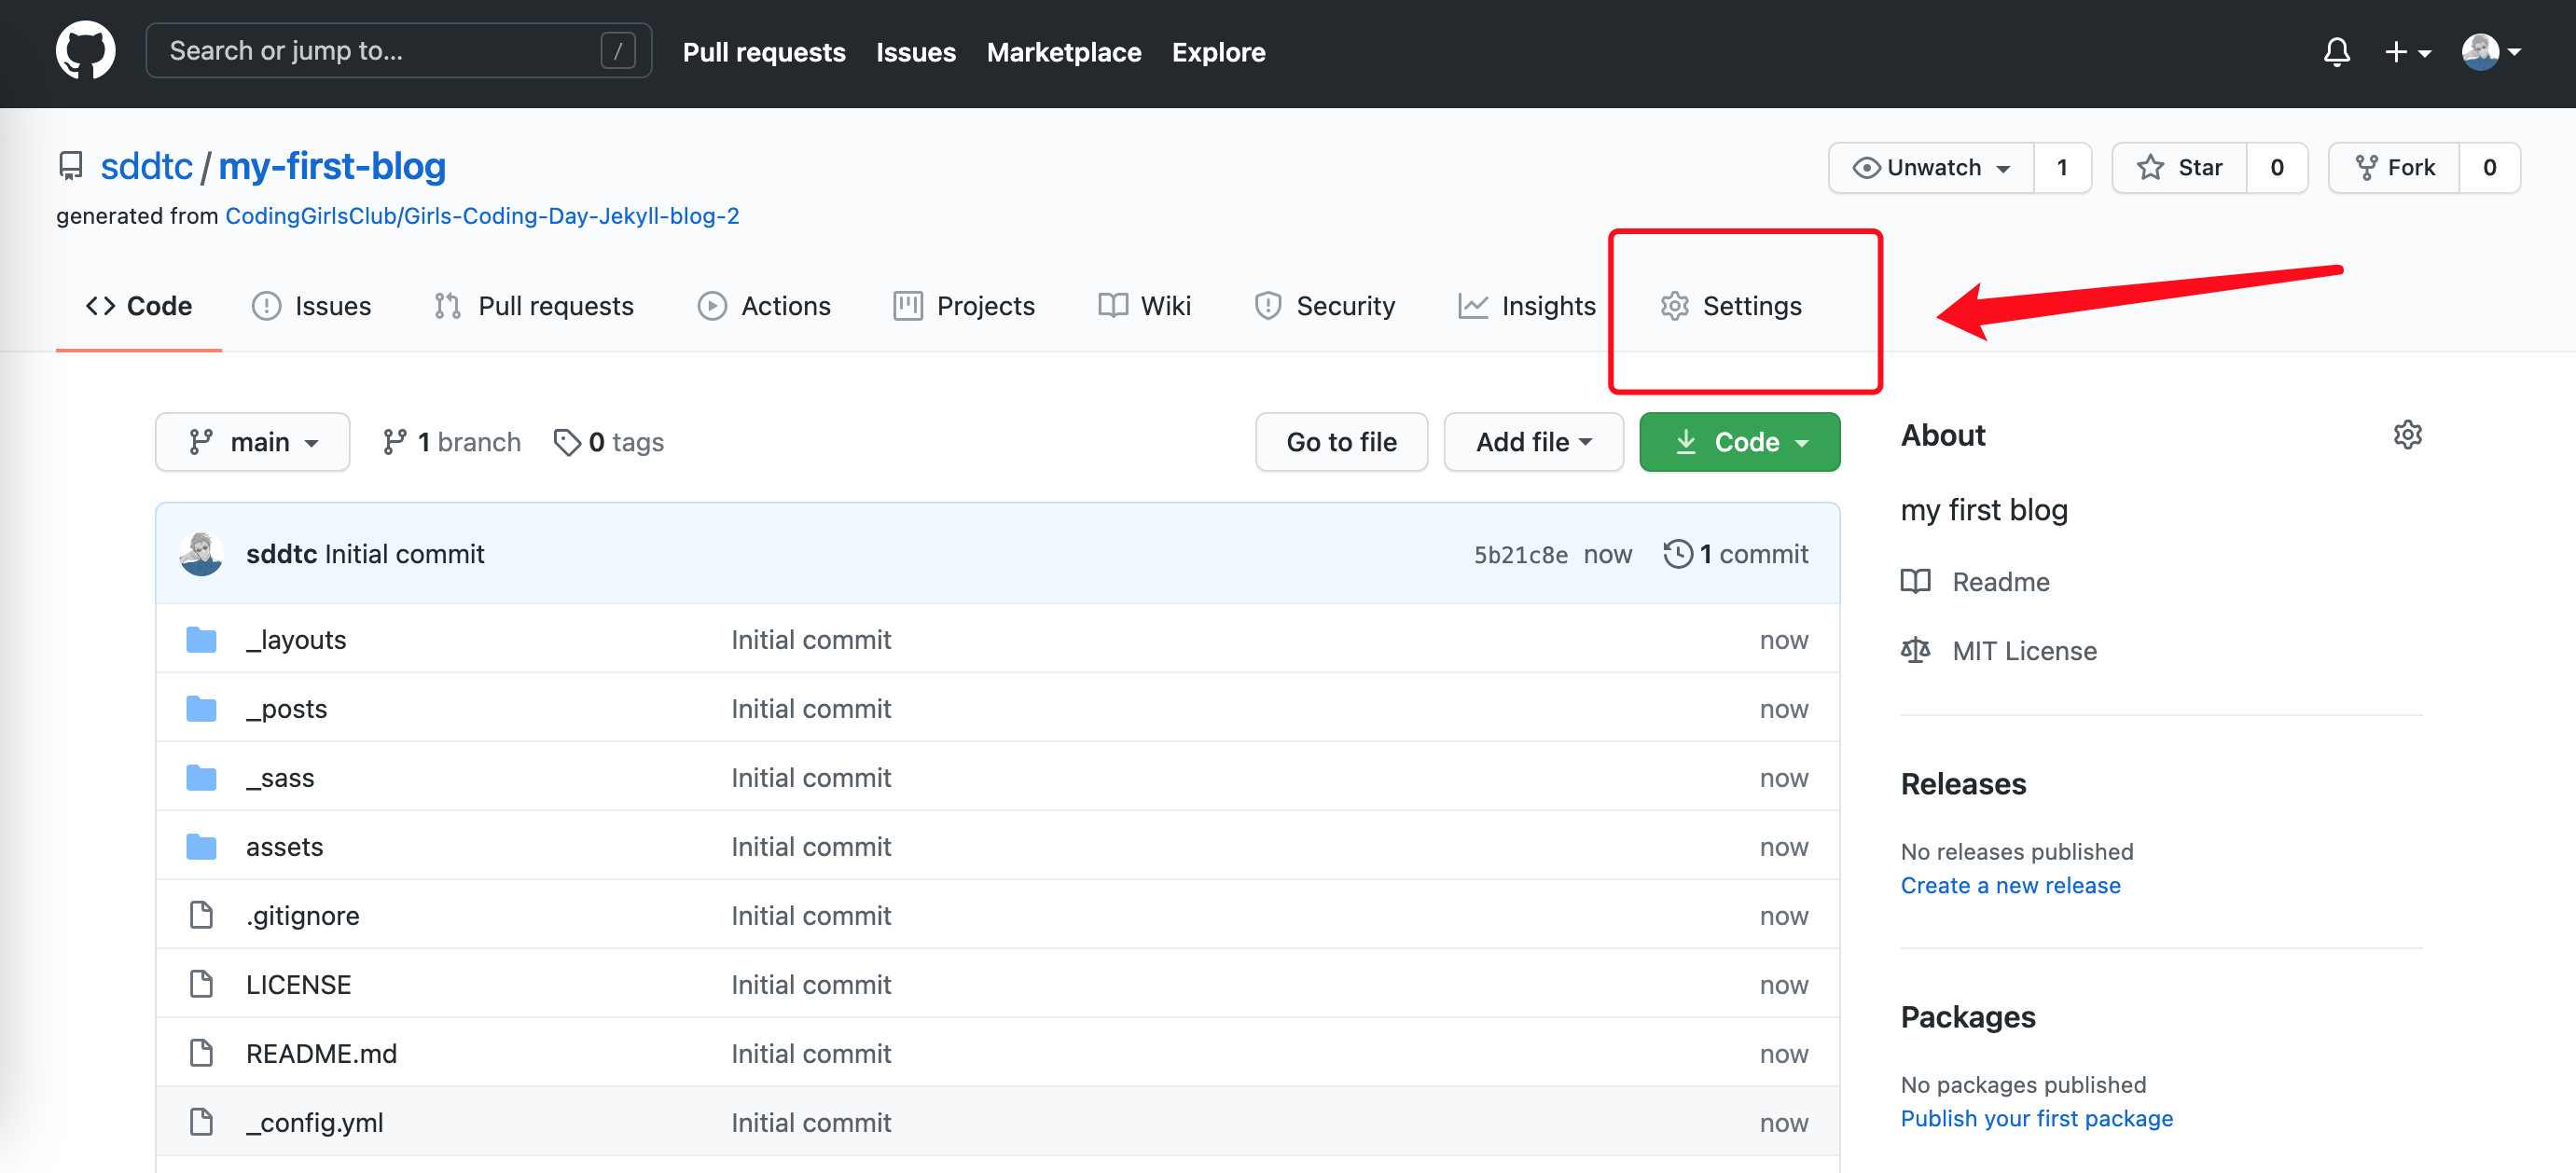 Search or jump to... /
Pull requests Issues Marketplace Explore
sddtc / my-first-blog
Unwatch 1 Star 0 Fork 0
generated from CodingGirlsClub/Girls-Coding-Day-Jekyll-blog-2
Code Issues Pull requests Actions Projects Wiki Security Insights Settings
main 1 branch 0 tags Go to file Add file Code
sddtc Initial commit 5b21c8e now 1 commit
_layouts Initial commit now
_posts Initial commit now
_sass Initial commit now
assets Initial commit now
.gitignore Initial commit now
LICENSE Initial commit now
README.md Initial commit now
_config.yml Initial commit now
About
my first blog
Readme
MIT License
Releases
No releases published
Create a new release
Packages
No packages published
Publish your first package